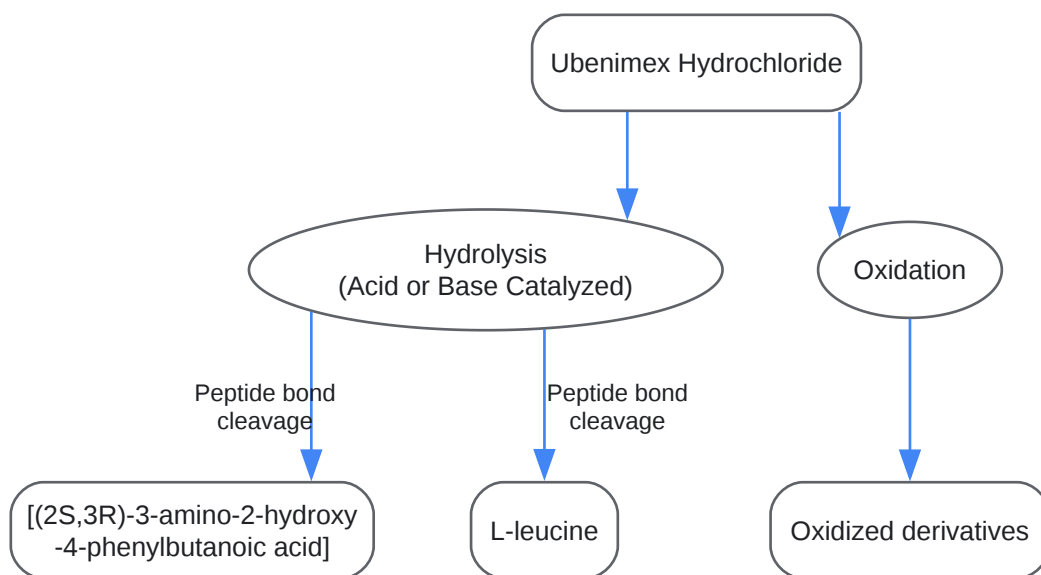 Ubenimex Hydrochloride
Hydrolysis
(Acid or Base Catalyzed)
Oxidation
Peptide bond
cleavage
Peptide bond
cleavage
[(2S,3R)-3-amino-2-hydroxy
-4-phenylbutanoic acid]
L-leucine
Oxidized derivatives